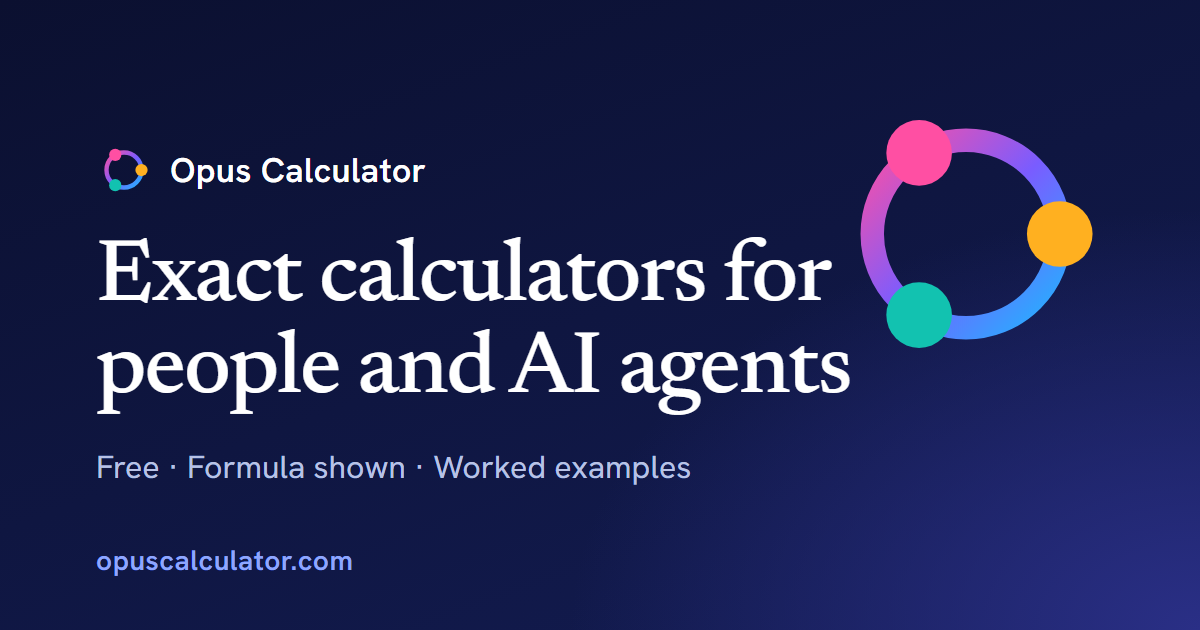 Opus Calculator
Exact calculators for
people and AI agents
Free · Formula shown · Worked examples
opuscalculator.com